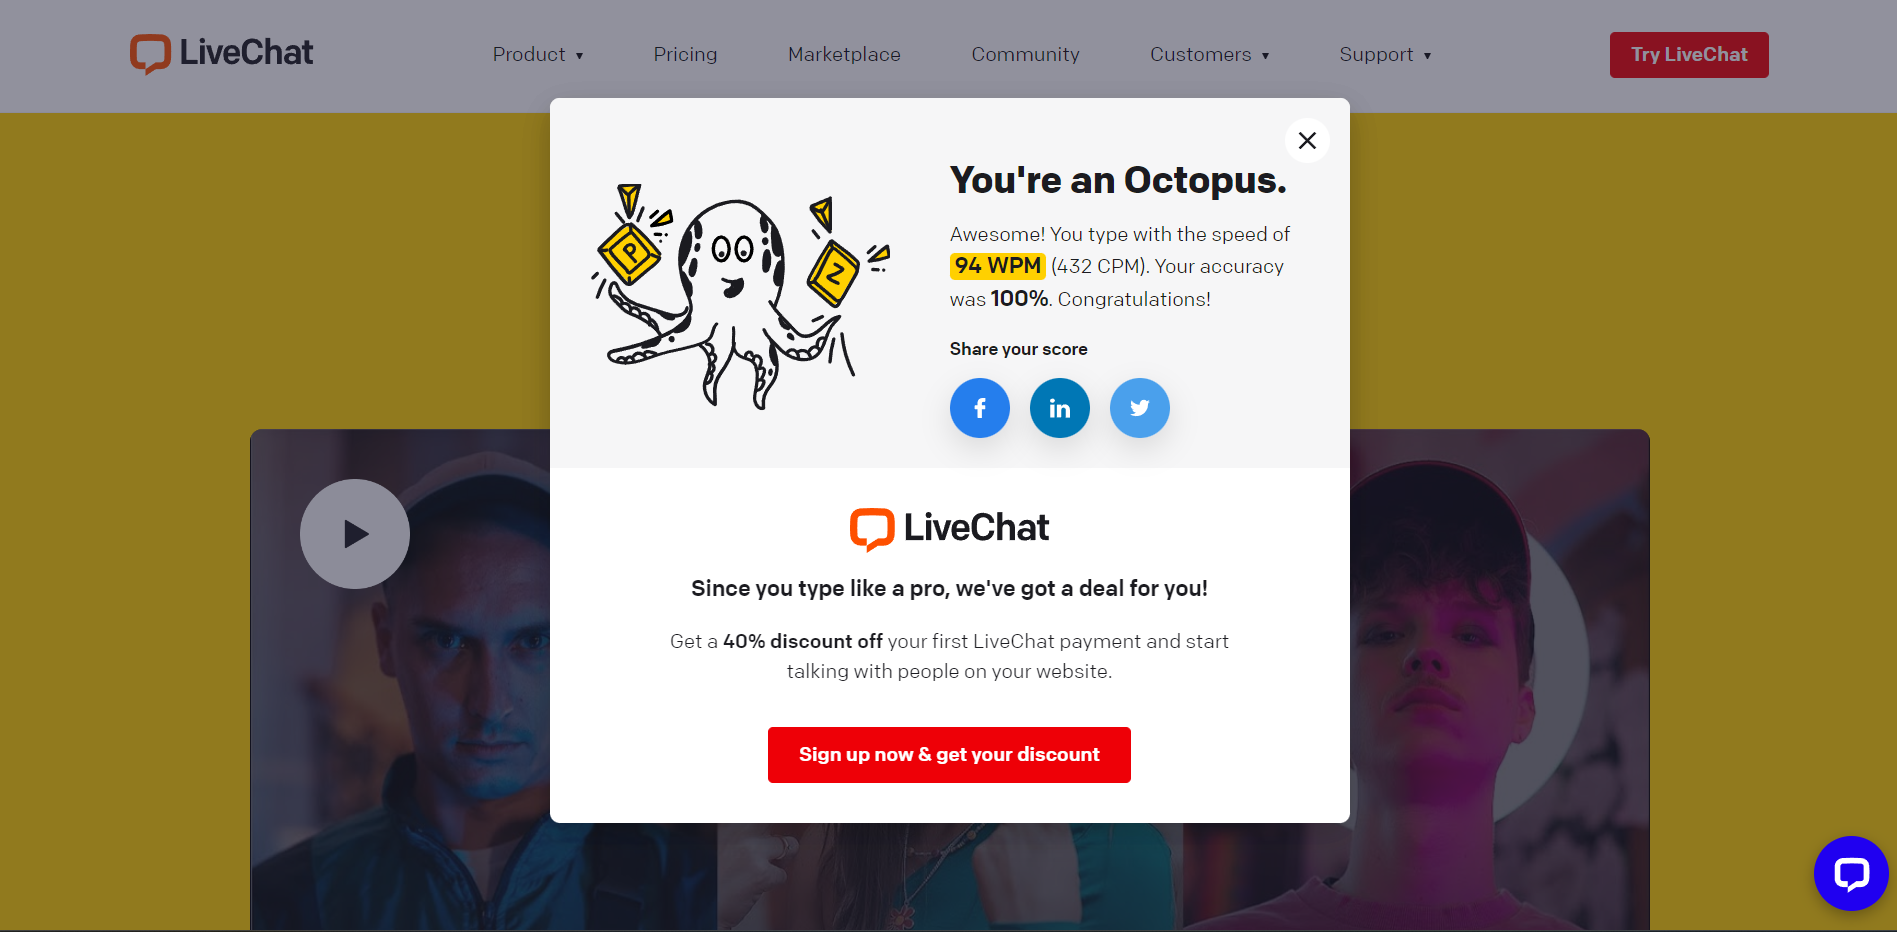 LiveChat
Product ▼ Pricing Marketplace Community Customers ▼ Support ▼
Try LiveChat
You're an Octopus.
P
Z
Awesome! You type with the speed of
94 WPM (432 CPM). Your accuracy
was 100%. Congratulations!
Share your score
f in
LiveChat
Since you type like a pro, we've got a deal for you!
Get a 40% discount off your first LiveChat payment and start
talking with people on your website.
Sign up now & get your discount